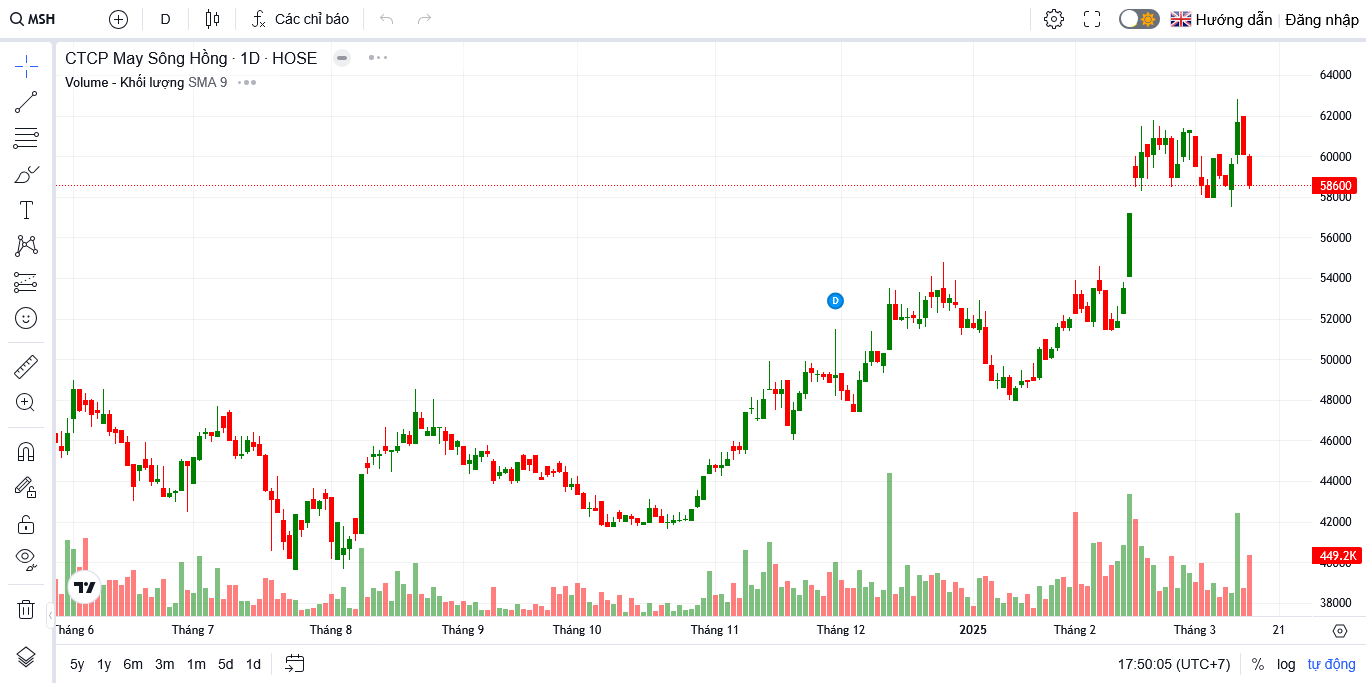 MSH D Các chỉ báo Hướng dẫn Đăng nhập
CTCP May Sông Hồng · 1D · HOSE
Volume - Khối lượng SMA 9
64000
62000
60000
58600
58000
56000
54000
D
52000
50000
48000
46000
44000
42000
449.2K
40000
38000
Tháng 6 Tháng 7 Tháng 8 Tháng 9 Tháng 10 Tháng 11 Tháng 12 2025 Tháng 2 Tháng 3 21
5y 1y 6m 3m 1m 5d 1d 17:50:05 (UTC+7) % log tự động